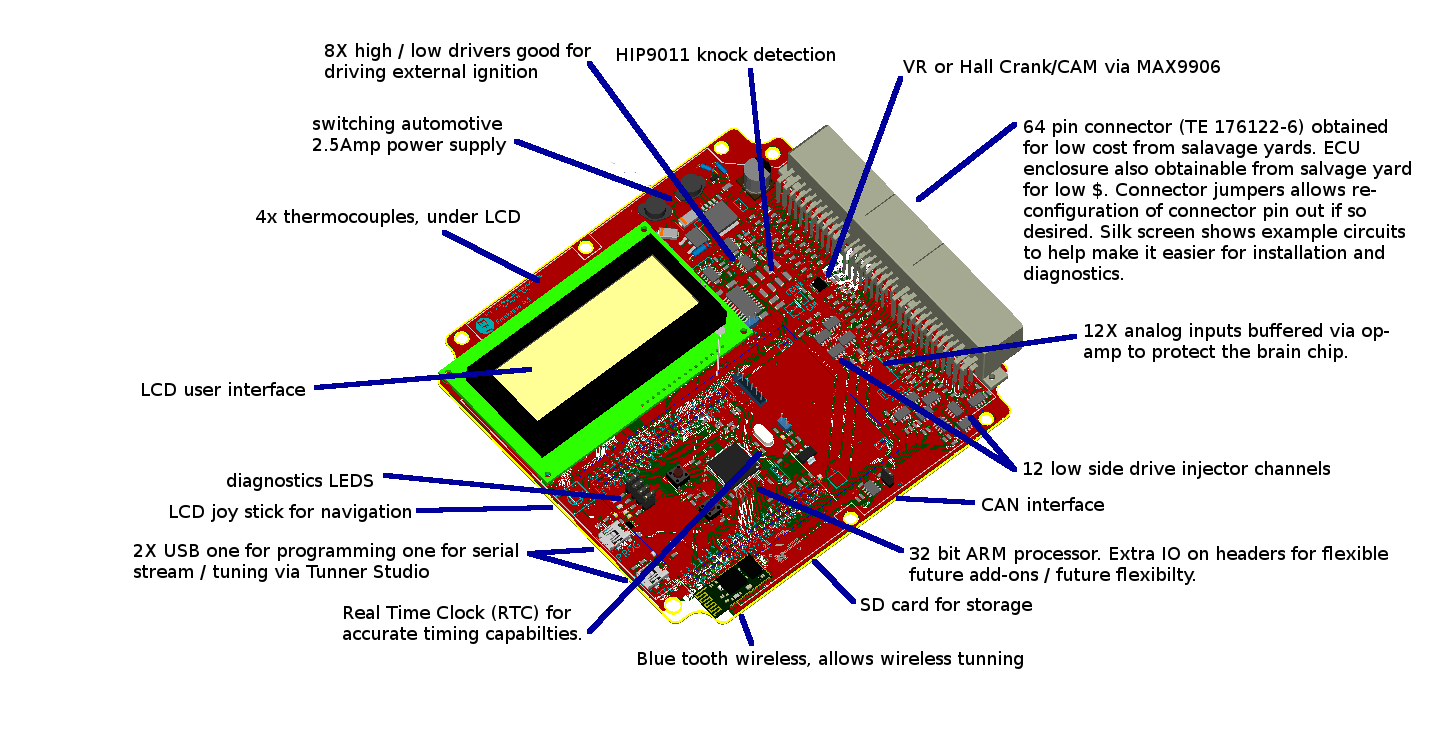 8X high / low drivers good for
driving external ignition
HIP9011 knock detection
VR or Hall Crank/CAM via MAX9906
switching automotive
2.5Amp power supply
64 pin connector (TE 176122-6) obtained
for low cost from salavage yards. ECU
enclosure also obtainable from salvage yard
for low $. Connector jumpers allows re-
configuration of connector pin out if so
desired. Silk screen shows example circuits
to help make it easier for installation and
diagnostics.
4x thermocouples, under LCD
12X analog inputs buffered via op-
amp to protect the brain chip.
LCD user interface
12 low side drive injector channels
diagnostics LEDS
CAN interface
LCD joy stick for navigation
2X USB one for programming one for serial
stream / tuning via Tunner Studio
32 bit ARM processor. Extra IO on headers for flexible
future add-ons / future flexibilty.
Real Time Clock (RTC) for
accurate timing capabilties.
SD card for storage
Blue tooth wireless, allows wireless tunning